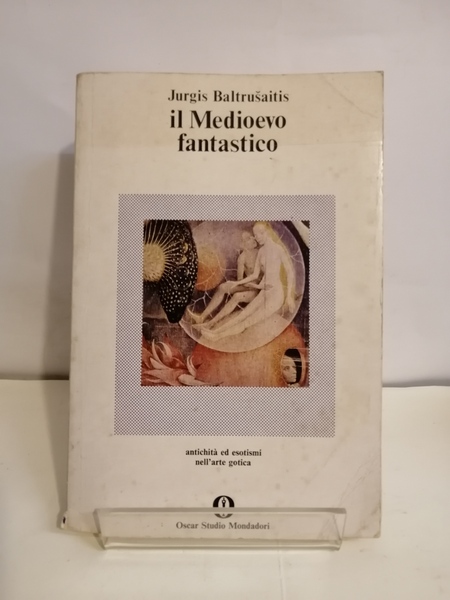 Jurgis Baltrušaitis
il Medioevo
fantastico
antichità ed esotismi
nell'arte gotica
Oscar Studio Mondadori